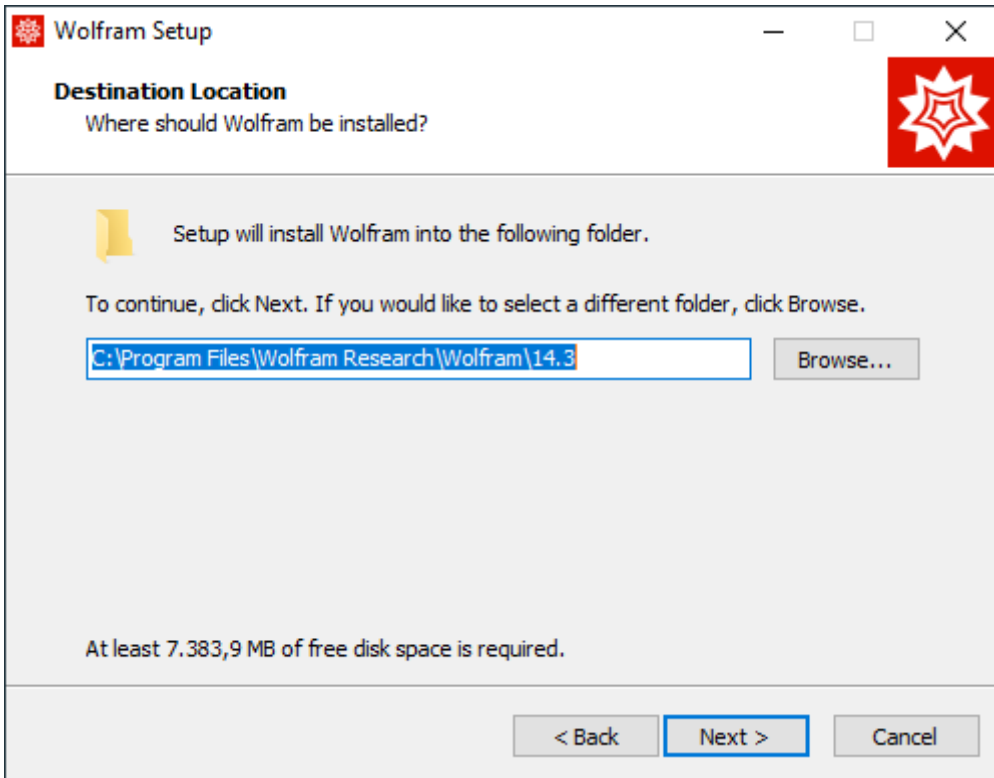 Wolfram Setup
Destination Location
Where should Wolfram be installed?
Setup will install Wolfram into the following folder.
To continue, click Next. If you would like to select a different folder, click Browse.
C:\Program Files\Wolfram Research\Wolfram\14.3
Browse...
At least 7.383,9 MB of free disk space is required.
< Back
Next >
Cancel